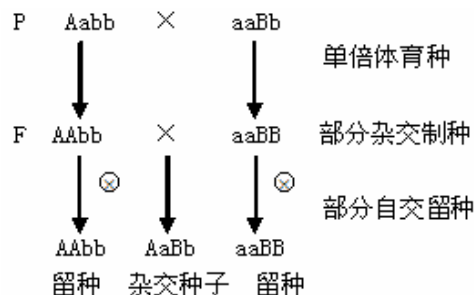 P Aabb × aaBb
单倍体育种
F AAbb × aaBB 部分杂交制种
⊗ ⊗
部分自交留种
AAbb AaBb aaBB
留种 杂交种子 留种